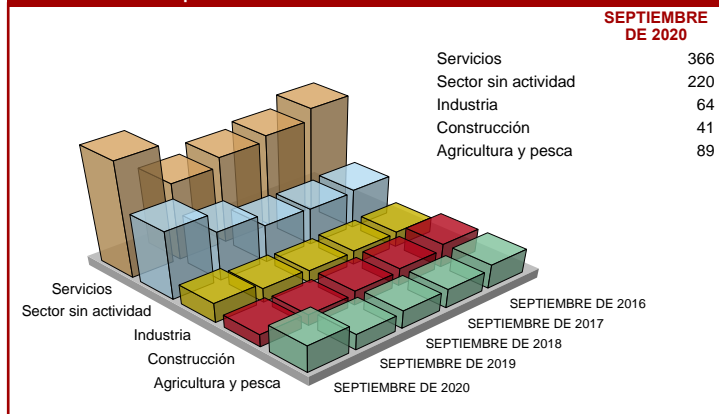 SEPTIEMBRE
DE 2020
Servicios 366
Sector sin actividad 220
Industria 64
Construcción 41
Agricultura y pesca 89
Servicios
Sector sin actividad
Industria
Construcción
Agricultura y pesca
SEPTIEMBRE DE 2016
SEPTIEMBRE DE 2017
SEPTIEMBRE DE 2018
SEPTIEMBRE DE 2019
SEPTIEMBRE DE 2020